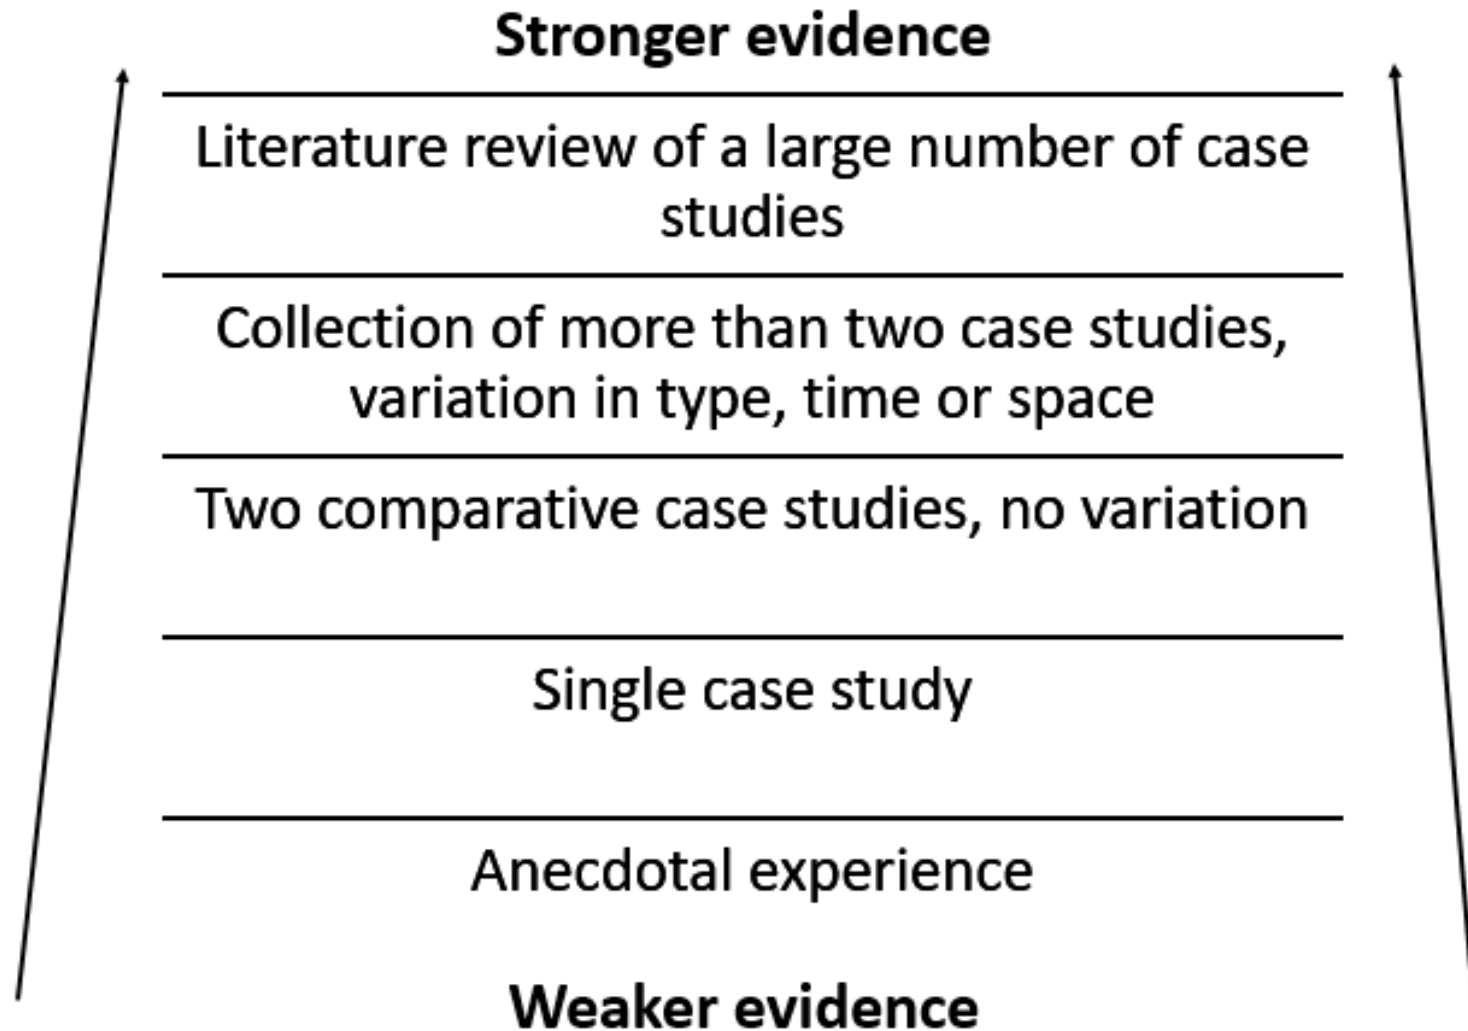 Stronger evidence
Literature review of a large number of case
studies
Collection of more than two case studies,
variation in type, time or space
Two comparative case studies, no variation
Single case study
Anecdotal experience
Weaker evidence